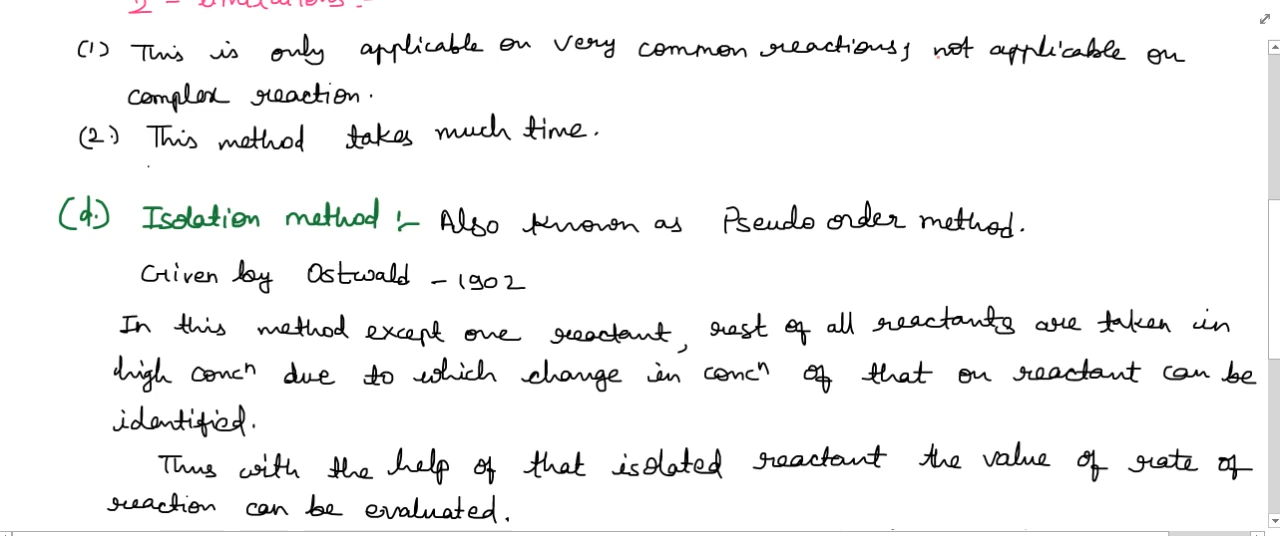 (1) This is only applicable on very common reactions, not applicable on
complex reaction.
(2.) This method takes much time.
(d.) Isolation method :- Also known as Pseudo order method.
Given by Ostwald - 1902
In this method except one reactant, rest of all reactants are taken in
high concⁿ due to which change in concⁿ of that on reactant can be
identified.
Thus with the help of that isolated reactant the value of rate of
reaction can be evaluated.